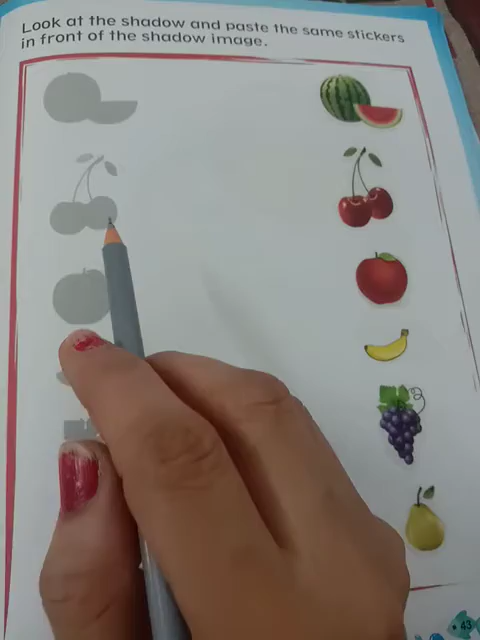 Look at the shadow and paste the same stickers
in front of the shadow image.
43